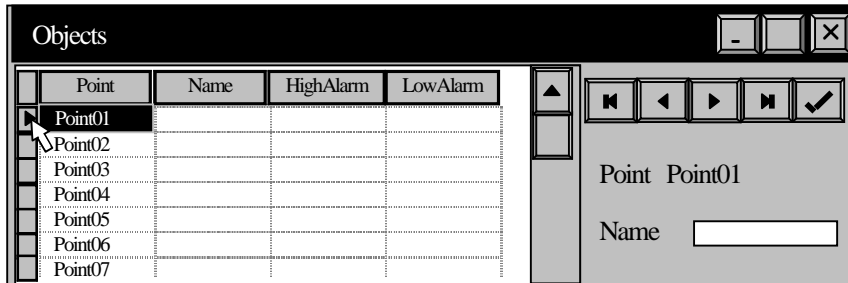 Objects
Point Name HighAlarm LowAlarm
Point01
Point02
Point03
Point04
Point05
Point06
Point07
Point Point01
Name